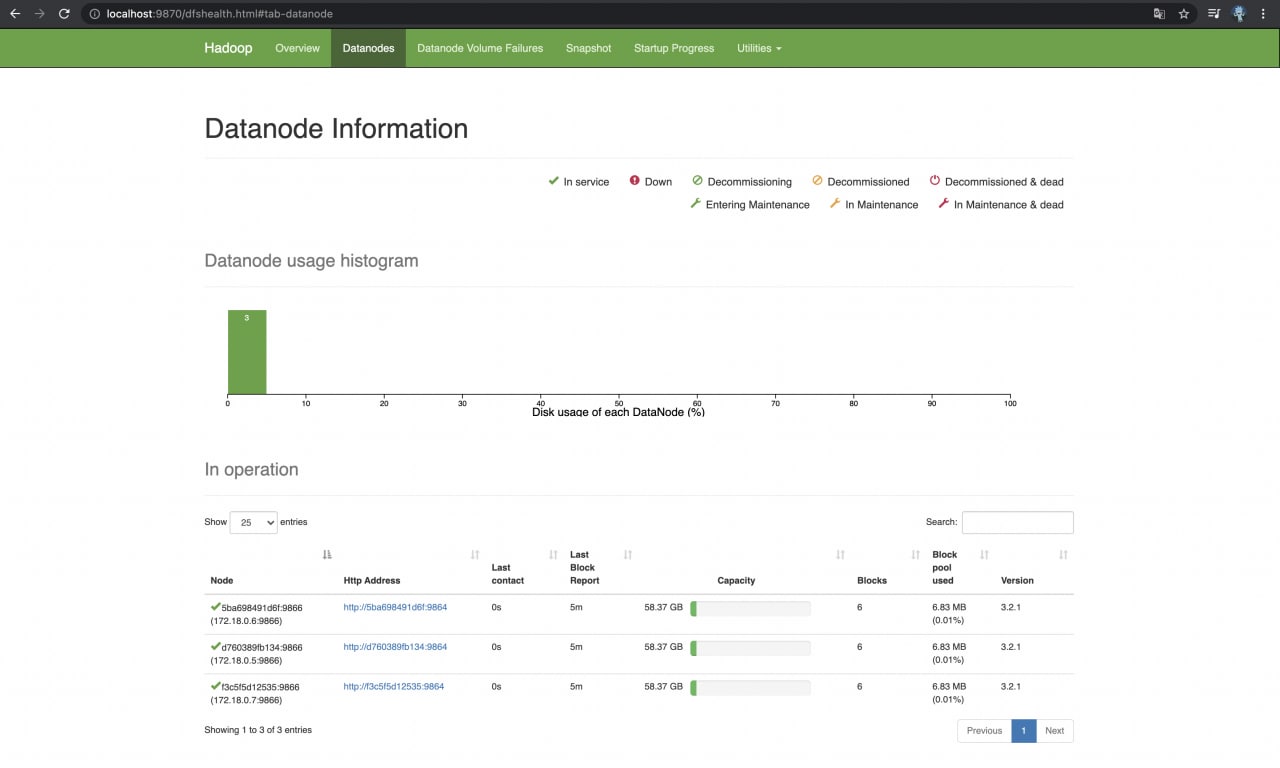 localhost:9870/dfshealth.html#tab-datanode
Hadoop Overview Datanodes Datanode Volume Failures Snapshot Startup Progress Utilities
Datanode Information
In service Down Decommissioning Decommissioned Decommissioned & dead
Entering Maintenance In Maintenance In Maintenance & dead
Datanode usage histogram
3
0 10 20 30 40 50 60 70 80 90 100
Disk usage of each DataNode (%)
In operation
Show 25 entries Search:
Node Http Address Last contact Last Block Report Capacity Blocks Block pool used Version
5ba698491d6f:9866 http://5ba698491d6f:9864 0s 5m 58.37 GB 6 6.83 MB 3.2.1
(172.18.0.6:9866) (0.01%)
d760389fb134:9866 http://d760389fb134:9864 0s 5m 58.37 GB 6 6.83 MB 3.2.1
(172.18.0.5:9866) (0.01%)
f3c5f5d12535:9866 http://f3c5f5d12535:9864 0s 5m 58.37 GB 6 6.83 MB 3.2.1
(172.18.0.7:9866) (0.01%)
Showing 1 to 3 of 3 entries Previous 1 Next